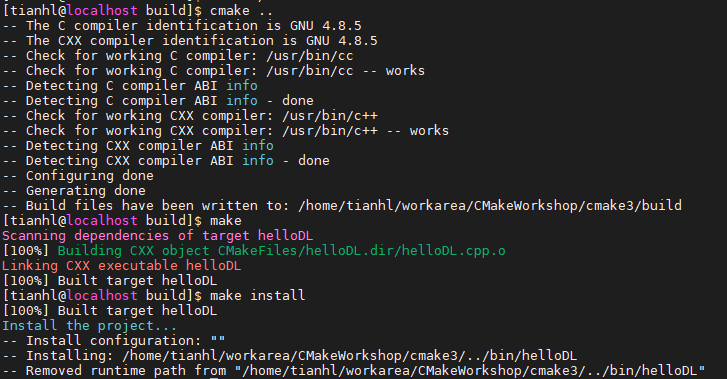 [tianhl@localhost build]$ cmake ..
-- The C compiler identification is GNU 4.8.5
-- The CXX compiler identification is GNU 4.8.5
-- Check for working C compiler: /usr/bin/cc
-- Check for working C compiler: /usr/bin/cc -- works
-- Detecting C compiler ABI info
-- Detecting C compiler ABI info - done
-- Check for working CXX compiler: /usr/bin/c++
-- Check for working CXX compiler: /usr/bin/c++ -- works
-- Detecting CXX compiler ABI info
-- Detecting CXX compiler ABI info - done
-- Configuring done
-- Generating done
-- Build files have been written to: /home/tianhl/workarea/CMakeWorkshop/cmake3/build
[tianhl@localhost build]$ make
Scanning dependencies of target helloDL
[100%] Building CXX object CMakeFiles/helloDL.dir/helloDL.cpp.o
Linking CXX executable helloDL
[100%] Built target helloDL
[tianhl@localhost build]$ make install
[100%] Built target helloDL
Install the project...
-- Install configuration: ""
-- Installing: /home/tianhl/workarea/CMakeWorkshop/cmake3/../bin/helloDL
-- Removed runtime path from "/home/tianhl/workarea/CMakeWorkshop/cmake3/../bin/helloDL"